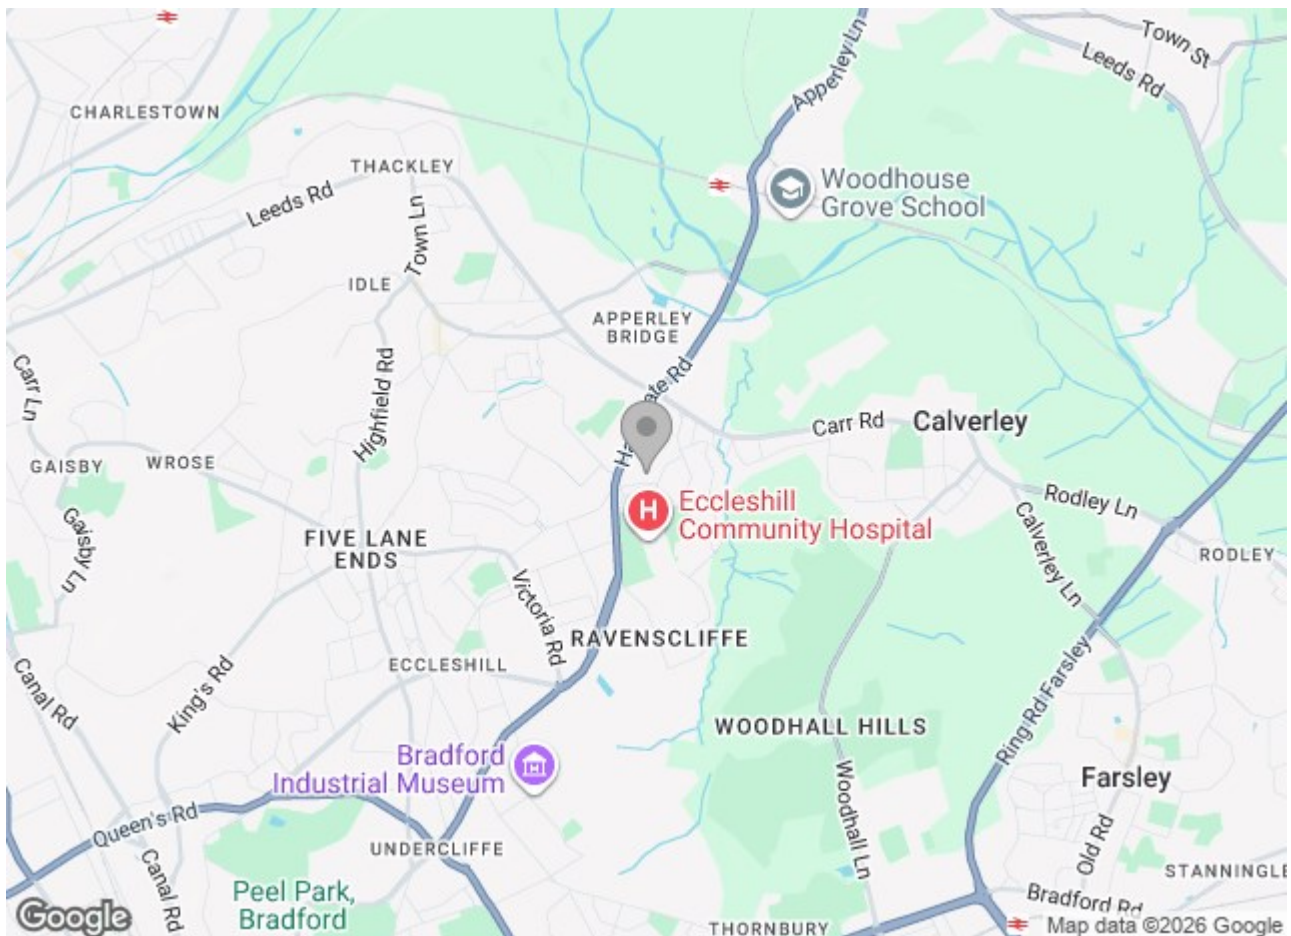 Town St
Apperley Ln
Leeds Rd
CHARLESTOWN
THACKLEY
Woodhouse
Grove School
Leeds Rd
Town Ln
IDLE
APPERLEY
BRIDGE
Carr Ln
Highfield Rd
Carr Rd
Calverley
GAISBY
WROSE
Eccleshill
Community Hospital
Rodley Ln
Gaisby Ln
FIVE LANE
ENDS
Calverley Ln
RODLEY
Victoria Rd
RAVENSCLIFFE
ECCLESHILL
Canal Rd
King's Rd
WOODHALL HILLS
Ring Rd Farsley
Bradford
Industrial Museum
Farsley
Woodhall Ln
Queen's Rd
Old Rd
UNDERCLIFFE
Canal Rd
STANNINGLE
Peel Park,
Bradford
Bradford Rd
THORNBURY
Google
Map data ©2026 Google